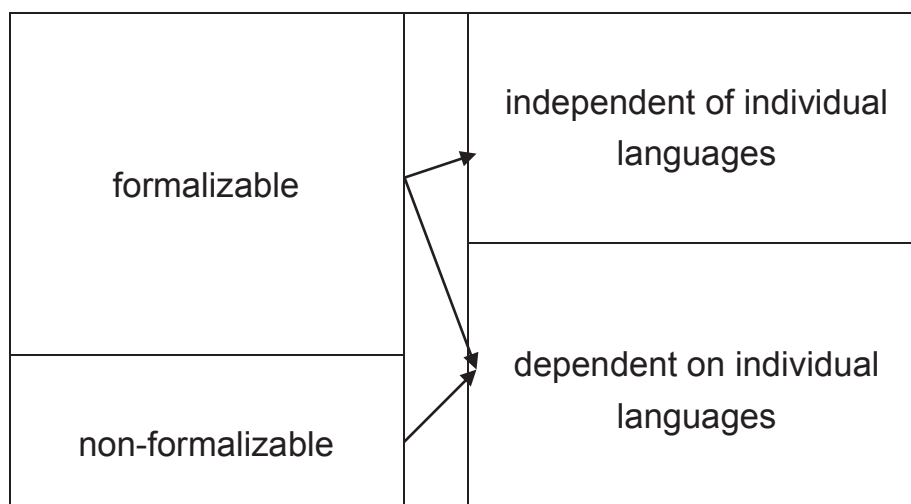 formalizable
non-formalizable
independent of individual
languages
dependent on individual
languages